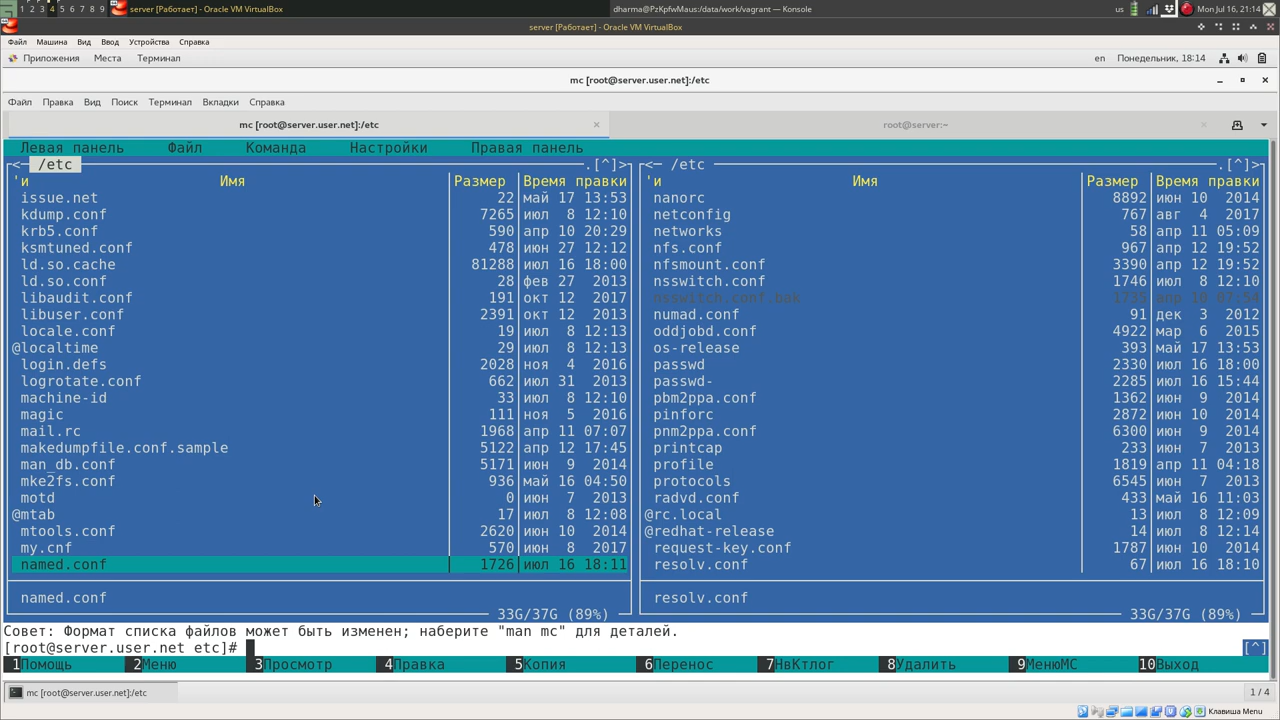 1 2 3 4 5 6 7 8 9 server [Работает] - Oracle VM VirtualBox dharma@PzKpfwMaus:/data/work/vagrant — Konsole us Mon Jul 16, 21:14
server [Работает] - Oracle VM VirtualBox
Файл Машина Вид Ввод Устройства Справка
Приложения Места Терминал en Понедельник, 18:14
mc [root@server.user.net]:/etc
Файл Правка Вид Поиск Терминал Вкладки Справка
mc [root@server.user.net]:/etc × root@server:~ ×
Левая панель Файл Команда Настройки Правая панель
<─ /etc .[^]> <─ /etc .[^]>
'и Имя Размер Время правки 'и Имя Размер Время правки
issue.net 22 май 17 13:53 nanorc 8892 июн 10 2014
kdump.conf 7265 июл 8 12:10 netconfig 767 авг 4 2017
krb5.conf 590 апр 10 20:29 networks 58 апр 11 05:09
ksmtuned.conf 478 июн 27 12:12 nfs.conf 967 апр 12 19:52
ld.so.cache 81288 июл 16 18:00 nfsmount.conf 3390 апр 12 19:52
ld.so.conf 28 фев 27 2013 nsswitch.conf 1746 июл 8 12:10
libaudit.conf 191 окт 12 2017 nsswitch.conf.bak 1735 апр 10 07:54
libuser.conf 2391 окт 12 2013 numad.conf 91 дек 3 2012
locale.conf 19 июл 8 12:13 oddjobd.conf 4922 мар 6 2015
@localtime 29 июл 8 12:13 os-release 393 май 17 13:53
login.defs 2028 ноя 4 2016 passwd 2330 июл 16 18:00
logrotate.conf 662 июл 31 2013 passwd- 2285 июл 16 15:44
machine-id 33 июл 8 12:10 pbm2ppa.conf 1362 июн 9 2014
magic 111 ноя 5 2016 pinforc 2872 июн 10 2014
mail.rc 1968 апр 11 07:07 pnm2ppa.conf 6300 июн 9 2014
makedumpfile.conf.sample 5122 апр 12 17:45 printcap 233 июн 7 2013
man_db.conf 5171 июн 9 2014 profile 1819 апр 11 04:18
mke2fs.conf 936 май 16 04:50 protocols 6545 июн 7 2013
motd 0 июн 7 2013 radvd.conf 433 май 16 11:03
@mtab 17 июл 8 12:08 @rc.local 13 июл 8 12:09
mtools.conf 2620 июн 10 2014 @redhat-release 14 июл 8 12:14
my.cnf 570 июн 8 2017 request-key.conf 1787 июн 10 2014
named.conf 1726 июл 16 18:11 resolv.conf 67 июл 16 18:10
named.conf resolv.conf
33G/37G (89%) 33G/37G (89%)
Совет: Формат списка файлов может быть изменен; наберите "man mc" для деталей.
[root@server.user.net etc]# [^]
1Помощь 2Меню 3Просмотр 4Правка 5Копия 6Перенос 7НвКтлог 8Удалить 9МенюМС 10Выход
mc [root@server.user.net]:/etc 1 / 4
Клавиша Menu